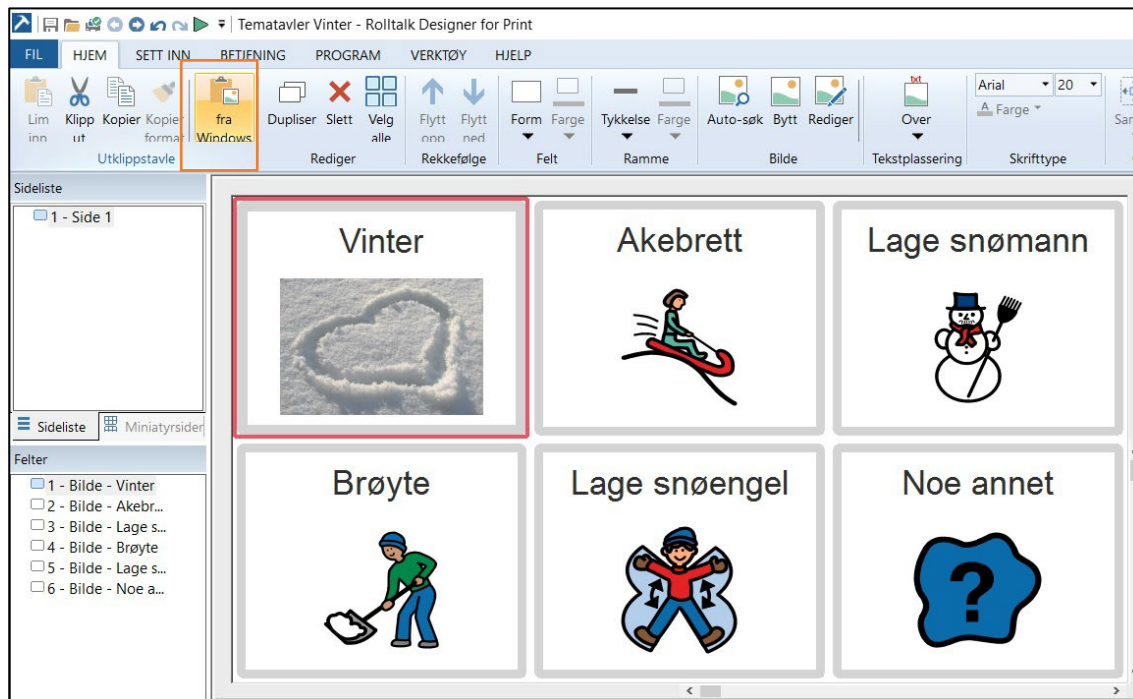 Tematavler Vinter - Rolltalk Designer for Print
FIL HJEM SETT INN BETJENING PROGRAM VERKTØY HJELP
Lim inn Klipp ut Kopier Kopier format fra Windows Dupliser Slett Velg alle Flytt opp Flytt ned Form Farge Tykkelse Farge Auto-søk Bytt Rediger txt Over Arial 20
Farge
Utklippstavle Rediger Rekkefølge Felt Ramme Bilde Tekstplassering Skrifttype
Sideliste
1 - Side 1
Sideliste Miniatyrsider
Felter
1 - Bilde - Vinter
2 - Bilde - Akebr...
3 - Bilde - Lage s...
4 - Bilde - Brøyte
5 - Bilde - Lage s...
6 - Bilde - Noe a...
Vinter Akebrett Lage snømann
Brøyte Lage snøengel Noe annet
?